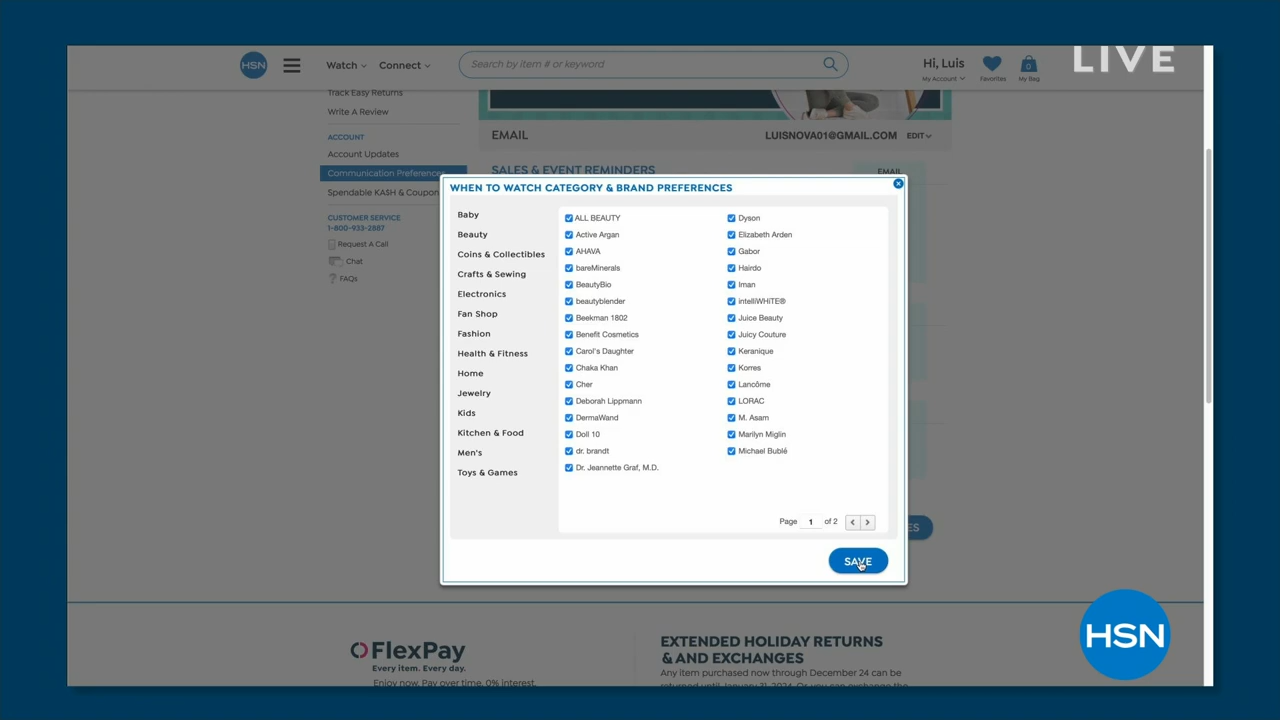 LIVE
HSN
Watch
Connect
Search by item # or keyword
Hi, Luis
My Account
Favorites
0
My Bag
Track Easy Returns
Write A Review
ACCOUNT
Account Updates
Communication Preferenc
Spendable KASH & Coupon
CUSTOMER SERVICE
1-800-933-2887
Request A Call
Chat
FAQs
EMAIL
LUISNOVA01@GMAIL.COM
EDIT
SALES & EVENT REMINDERS
EMAIL
WHEN TO WATCH CATEGORY & BRAND PREFERENCES
Baby
Beauty
Coins & Collectibles
Crafts & Sewing
Electronics
Fan Shop
Fashion
Health & Fitness
Home
Jewelry
Kids
Kitchen & Food
Men's
Toys & Games
ALL BEAUTY
Active Argan
AHAVA
bareMinerals
BeautyBio
beautyblender
Beekman 1802
Benefit Cosmetics
Carol's Daughter
Chaka Khan
Cher
Deborah Lippmann
DermaWand
Doll 10
dr. brandt
Dr. Jeannette Graf, M.D.
Dyson
Elizabeth Arden
Gabor
Hairdo
Iman
intelliWHiTE®
Juice Beauty
Juicy Couture
Keranique
Korres
Lancôme
LORAC
M. Asam
Marilyn Miglin
Michael Bublé
Page 1 of 2
SAVE
ES
FlexPay
Every item. Every day.
Enjoy now. Pay over time. 0% interest.
EXTENDED HOLIDAY RETURNS
& AND EXCHANGES
Any item purchased now through December 24 can be
returned until January 31, 2024. Or you can exchange the
HSN